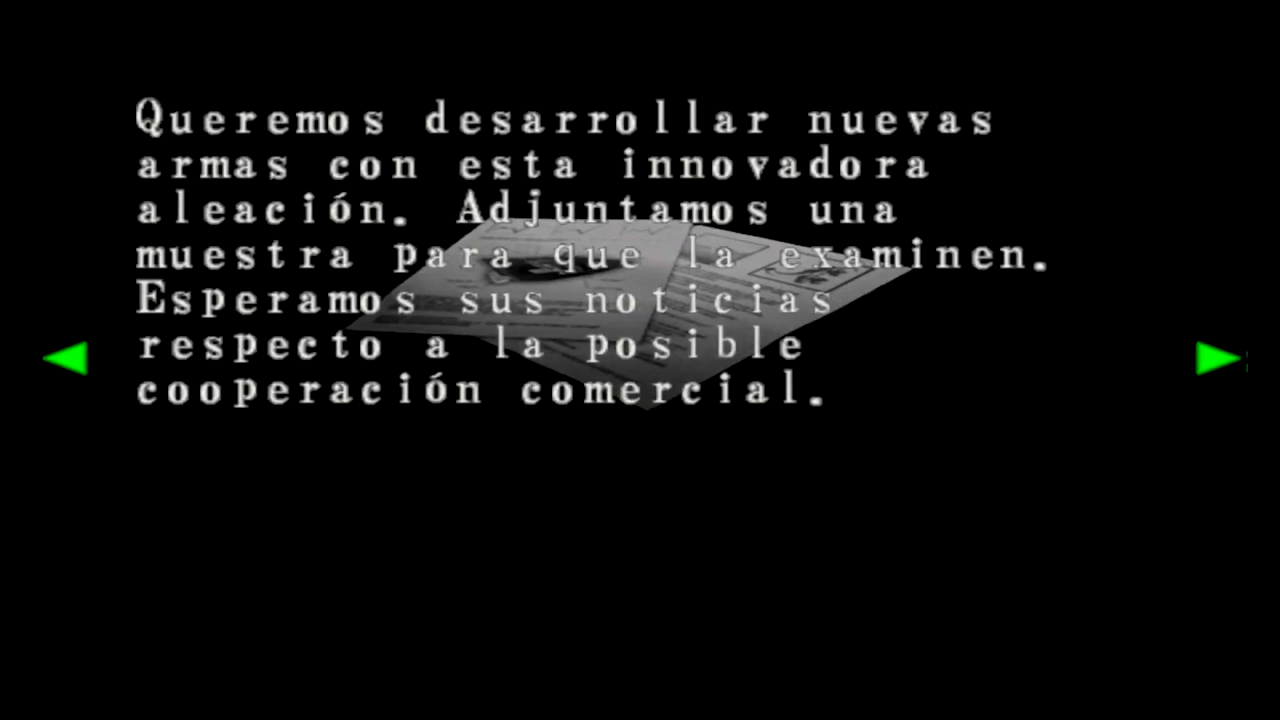 Queremos desarrollar nuevas
armas con esta innovadora
aleación. Adjuntamos una
muestra para que la examinen.
Esperamos sus noticias
respecto a la posible
cooperación comercial.